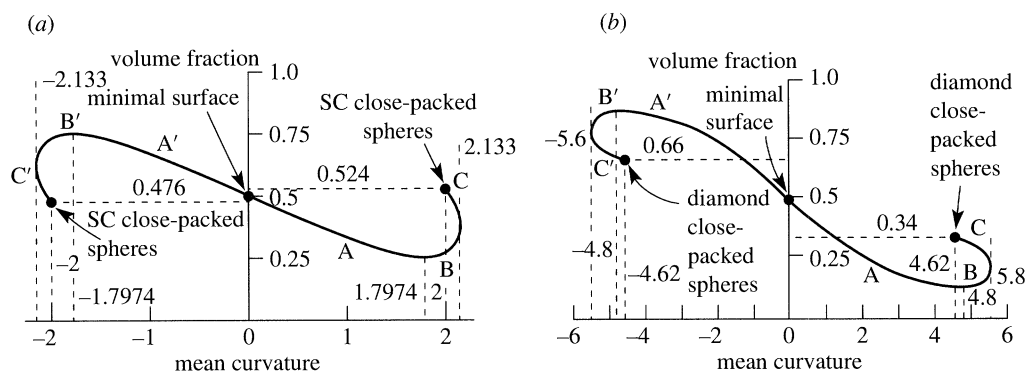 (a)
volume fraction
1.0
–2.133
minimal surface
SC close-packed
spheres
B′
A′
0.75
2.133
C′
0.476
0.524
C
0.5
SC close-packed
spheres
A
0.25
B
–2
–1.7974
1.7974
2
–2
–1
0
1
2
mean curvature
(b)
volume fraction
1.0
diamond
close-
packed
spheres
B′
A′
minimal
surface
0.75
–5.6
0.66
C′
0.5
diamond
close-
packed
spheres
0.34
C
–4.8
0.25
A
4.62
B
5.8
–4.62
4.8
–6
–4
–2
0
2
4
6
mean curvature